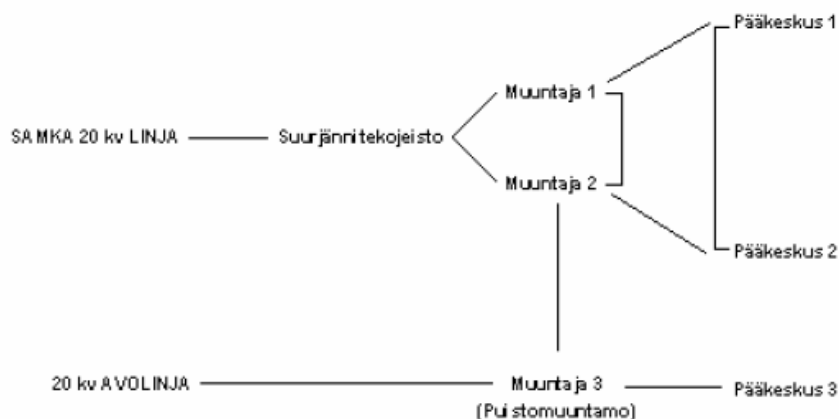 Pääkeskus 1
Muuntaja 1
SAMKA 20 kv LINJA
Suurjännitekojeisto
Muuntaja 2
Pääkeskus 2
20 kv AVOLINJA
Muuntaja 3
(Puistomuuntamo)
Pääkeskus 3